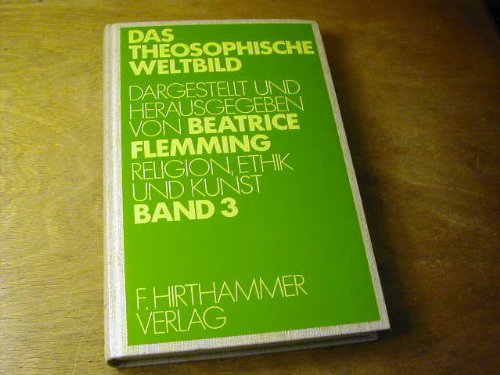 DAS
THEOSOPHISCHE
WELTBILD
DARGESTELLT UND
HERAUSGEGEBEN
VON BEATRICE
FLEMMING
RELIGION, ETHIK
UND KUNST
BAND 3
F. HIRTHAMMER
VERLAG